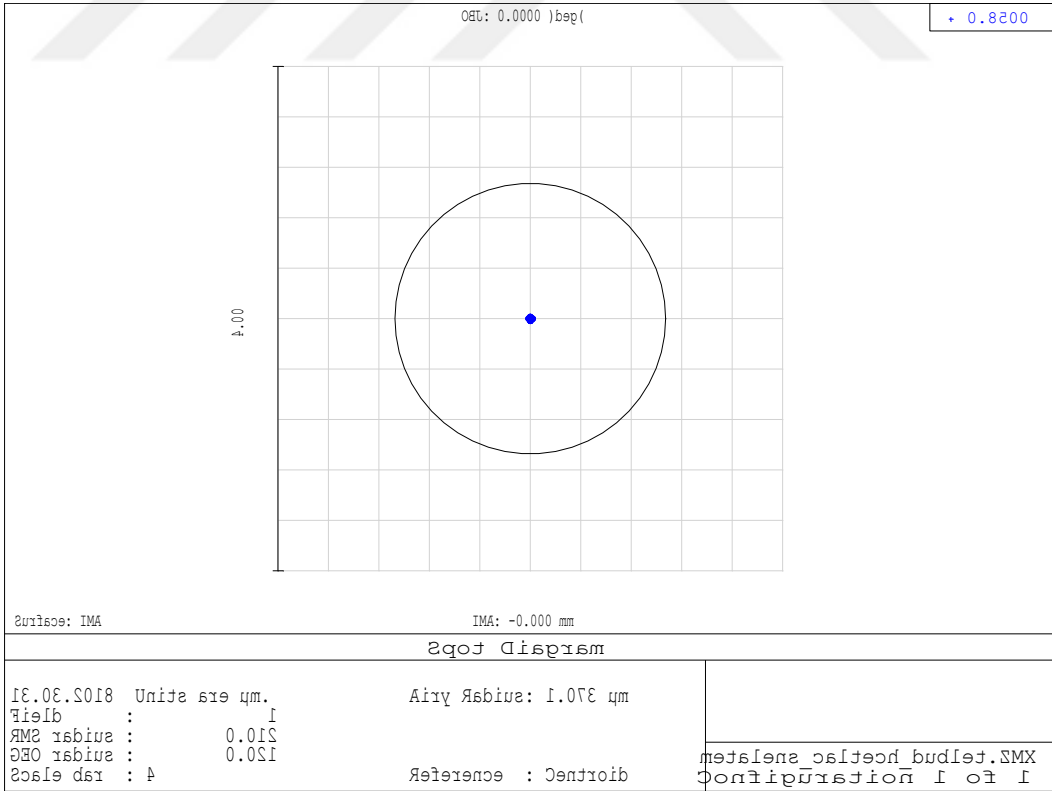 OBJ: 0.0000 (deg)
+ 0.8500
4.00
IMA: -0.000 mm
Surface: IMA
Spot Diagram
13.03.2018 Units are µm. Airy Radius: 1.073 µm
Field : 1
RMS radius : 0.012
GEO radius : 0.021
Scale bar : 4 Reference : Centroid
metalens_caltech_dublet.ZMX
Configuration 1 of 1